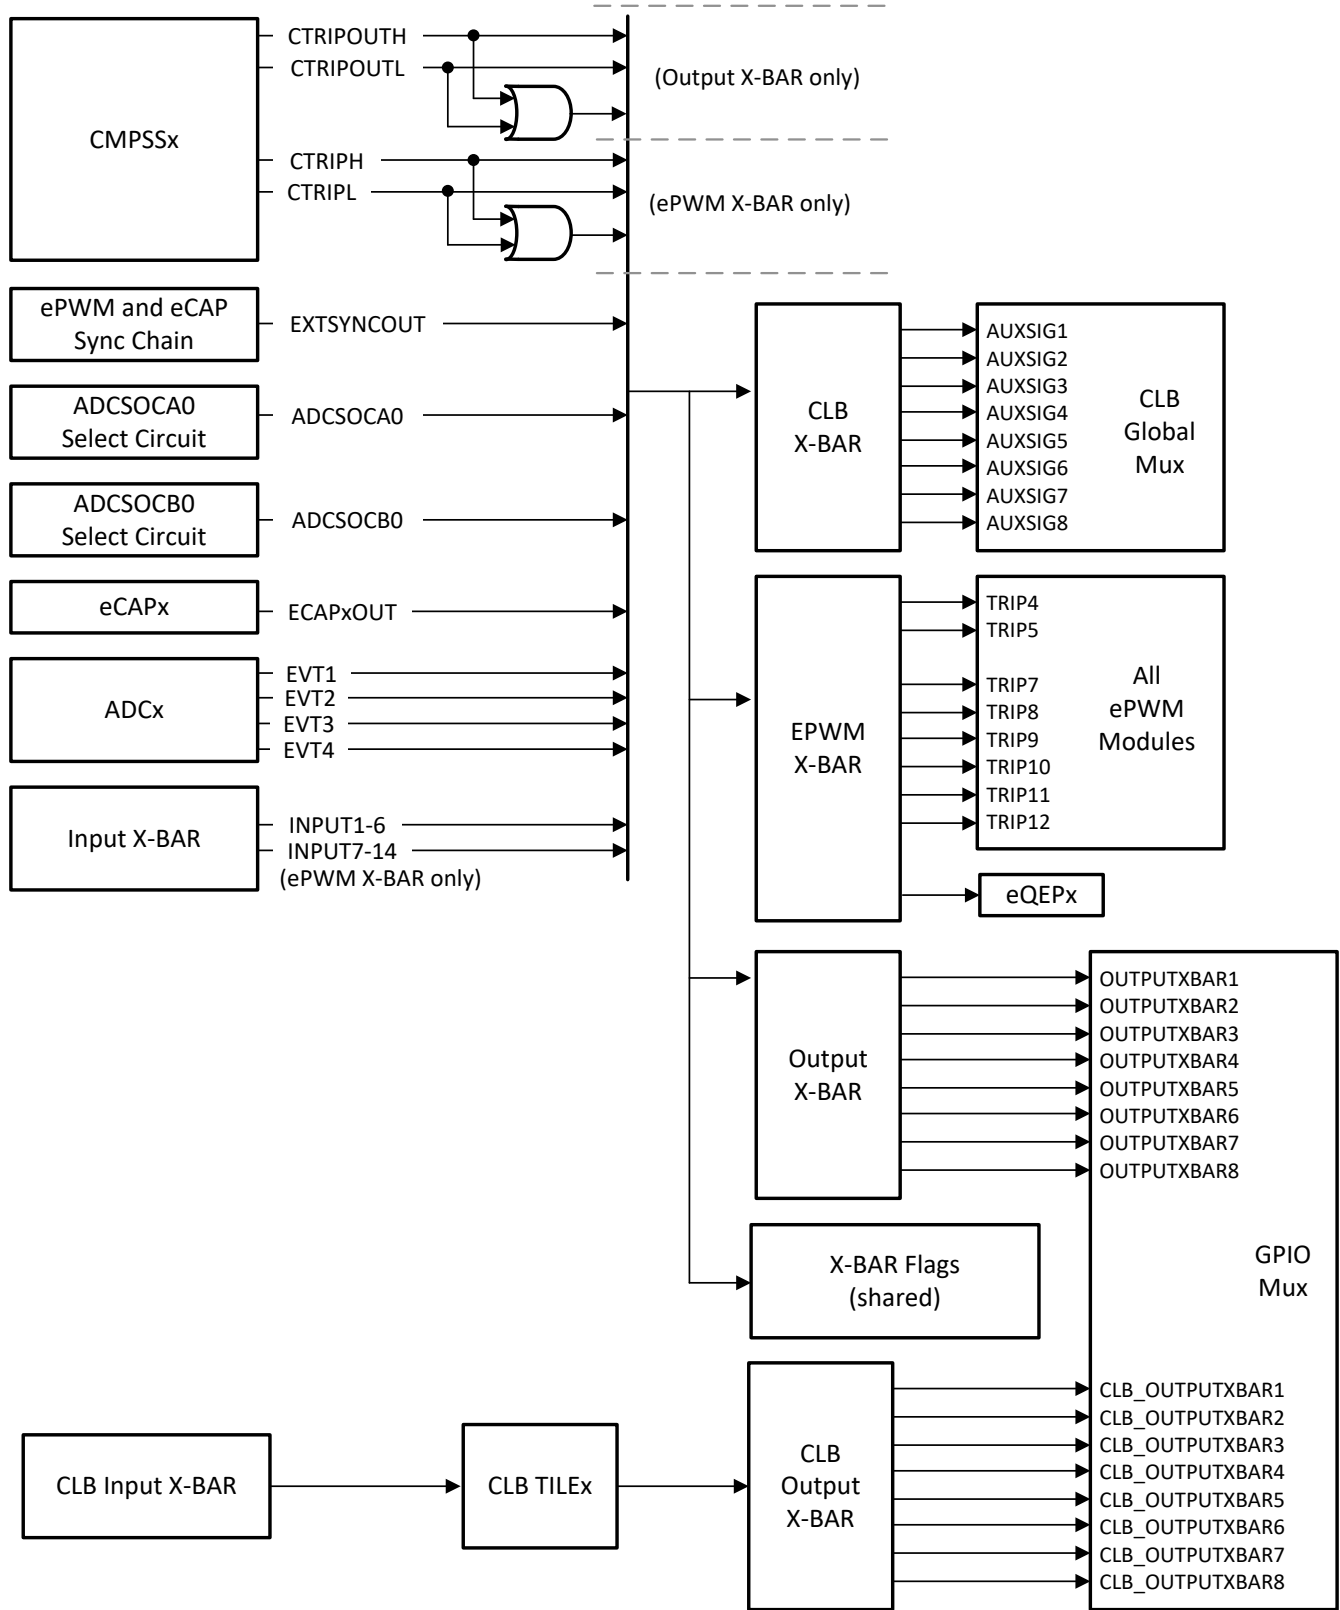 CMPSSx
CTRIPOUTH
CTRIPOUTL
CTRIPH
CTRIPL
(Output X-BAR only)
(ePWM X-BAR only)
ePWM and eCAP
Sync Chain
EXTSYNCOUT
ADCSOCA0
Select Circuit
ADCSOCA0
ADCSOCB0
Select Circuit
ADCSOCB0
eCAPx
ECAPxOUT
ADCx
EVT1
EVT2
EVT3
EVT4
Input X-BAR
INPUT1-6
INPUT7-14
(ePWM X-BAR only)
CLB
X-BAR
AUXSIG1
AUXSIG2
AUXSIG3
AUXSIG4
AUXSIG5
AUXSIG6
AUXSIG7
AUXSIG8
CLB
Global
Mux
EPWM
X-BAR
TRIP4
TRIP5
TRIP7
TRIP8
TRIP9
TRIP10
TRIP11
TRIP12
All
ePWM
Modules
eQEPx
Output
X-BAR
OUTPUTXBAR1
OUTPUTXBAR2
OUTPUTXBAR3
OUTPUTXBAR4
OUTPUTXBAR5
OUTPUTXBAR6
OUTPUTXBAR7
OUTPUTXBAR8
X-BAR Flags
(shared)
GPIO
Mux
CLB Input X-BAR
CLB TILEx
CLB
Output
X-BAR
CLB_OUTPUTXBAR1
CLB_OUTPUTXBAR2
CLB_OUTPUTXBAR3
CLB_OUTPUTXBAR4
CLB_OUTPUTXBAR5
CLB_OUTPUTXBAR6
CLB_OUTPUTXBAR7
CLB_OUTPUTXBAR8